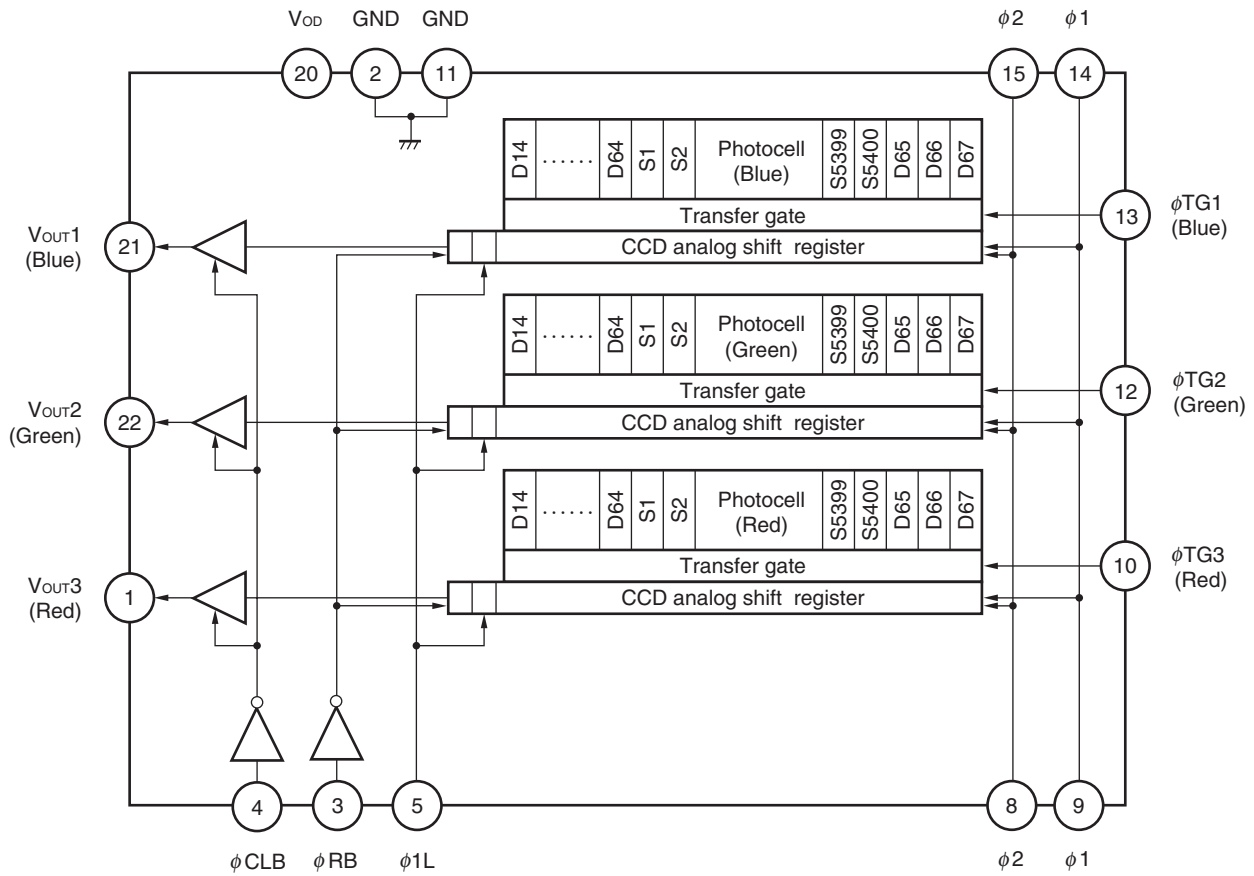 VOD GND GND ϕ2 ϕ1
20 2 11 15 14
D14 ······ D64 S1 S2 Photocell (Blue) S5399 S5400 D65 D66 D67
Transfer gate
13 ϕTG1 (Blue)
VOUT1 (Blue) 21
CCD analog shift register
D14 ······ D64 S1 S2 Photocell (Green) S5399 S5400 D65 D66 D67
Transfer gate
12 ϕTG2 (Green)
VOUT2 (Green) 22
CCD analog shift register
D14 ······ D64 S1 S2 Photocell (Red) S5399 S5400 D65 D66 D67
Transfer gate
10 ϕTG3 (Red)
VOUT3 (Red) 1
CCD analog shift register
4 3 5 8 9
ϕCLB ϕRB ϕ1L ϕ2 ϕ1